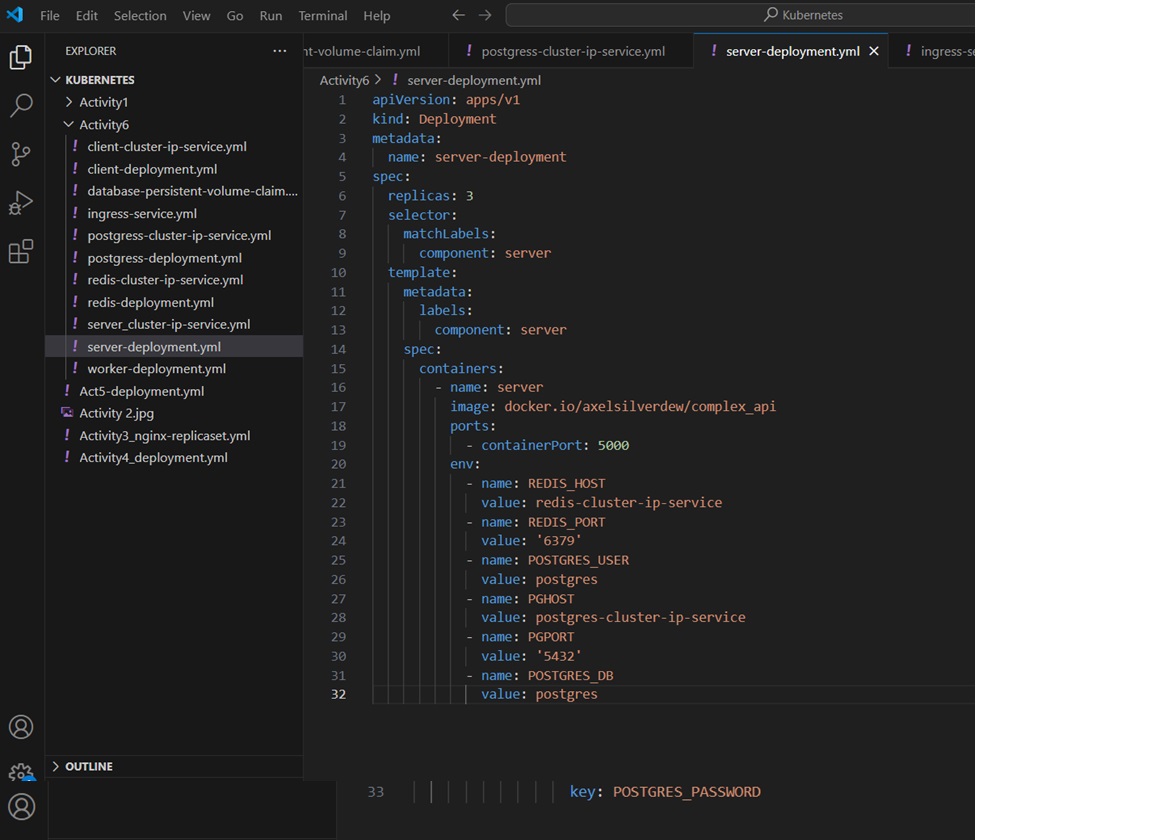 File Edit Selection View Go Run Terminal Help
Kubernetes
EXPLORER
KUBERNETES
Activity1
Activity6
client-cluster-ip-service.yml
client-deployment.yml
database-persistent-volume-claim....
ingress-service.yml
postgress-cluster-ip-service.yml
postgress-deployment.yml
redis-cluster-ip-service.yml
redis-deployment.yml
server_cluster-ip-service.yml
server-deployment.yml
worker-deployment.yml
Act5-deployment.yml
Activity 2.jpg
Activity3_nginx-replicaset.yml
Activity4_deployment.yml
OUTLINE
nt-volume-claim.yml postgress-cluster-ip-service.yml server-deployment.yml ingress-se
Activity6 > ! server-deployment.yml
1 apiVersion: apps/v1
2 kind: Deployment
3 metadata:
4 name: server-deployment
5 spec:
6 replicas: 3
7 selector:
8 matchLabels:
9 component: server
10 template:
11 metadata:
12 labels:
13 component: server
14 spec:
15 containers:
16 - name: server
17 image: docker.io/axelsilverdew/complex_api
18 ports:
19 - containerPort: 5000
20 env:
21 - name: REDIS_HOST
22 value: redis-cluster-ip-service
23 - name: REDIS_PORT
24 value: '6379'
25 - name: POSTGRES_USER
26 value: postgres
27 - name: PGHOST
28 value: postgres-cluster-ip-service
29 - name: PGPORT
30 value: '5432'
31 - name: POSTGRES_DB
32 value: postgres
33 key: POSTGRES_PASSWORD